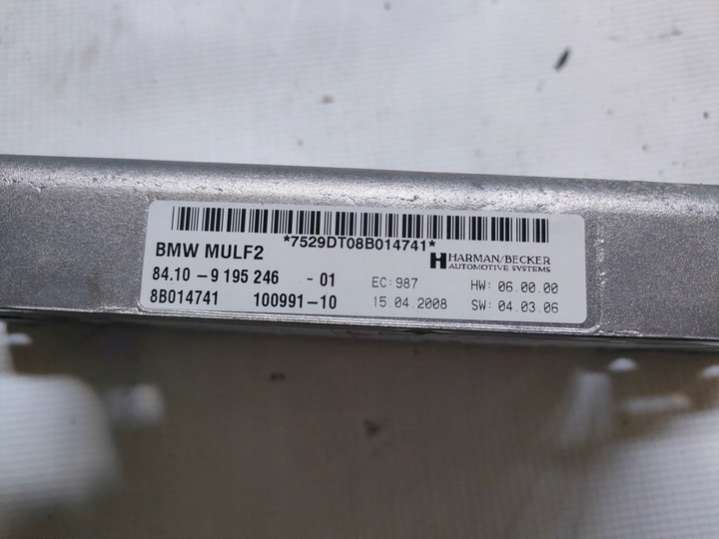 *7529DT08B014741*
BMW MULF2
HARMAN/BECKER
AUTOMOTIVE SYSTEMS
84.10-9 195 246 -01 EC: 987 HW: 06.00.00
8B014741 100991-10 15.04.2008 SW: 04.03.06